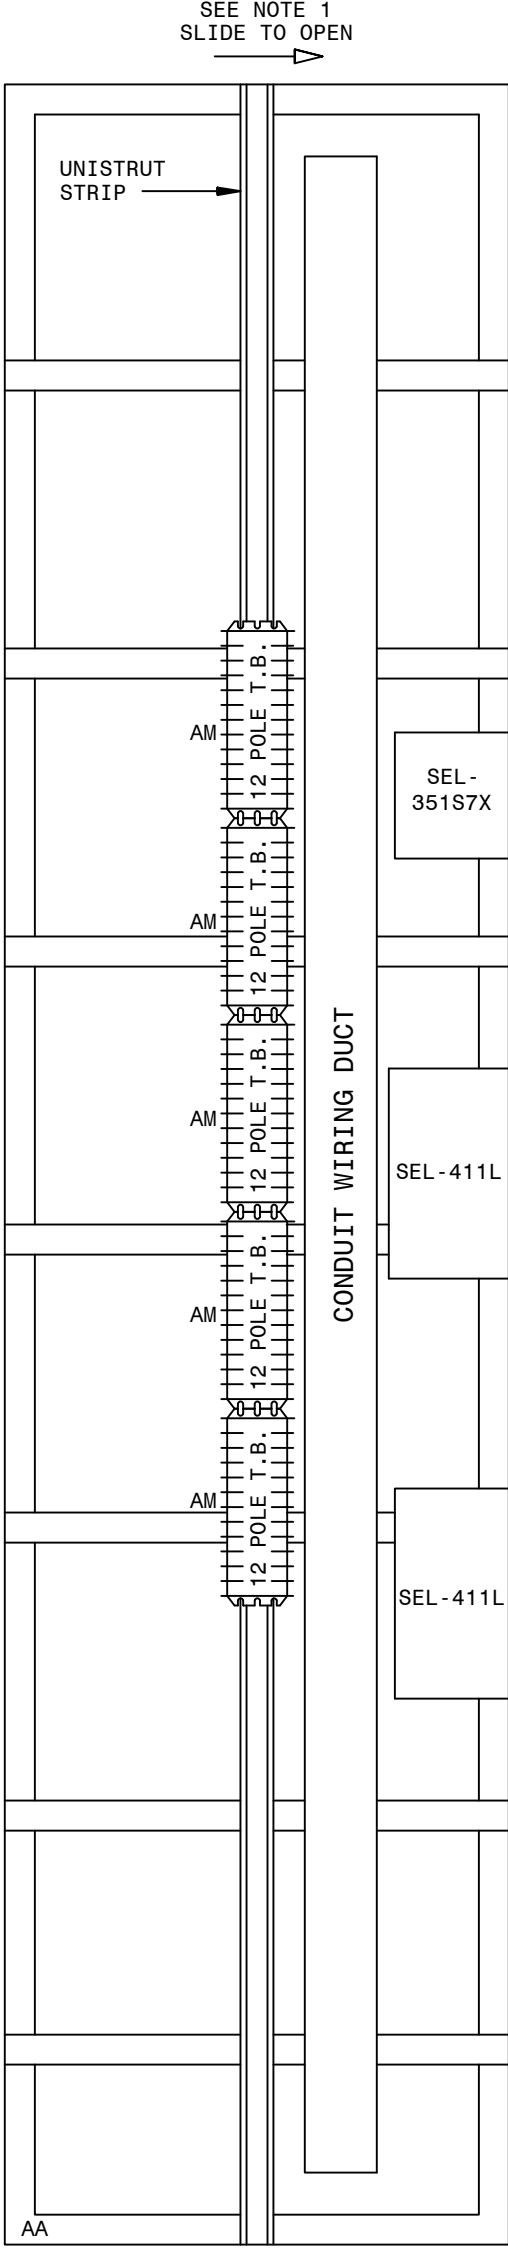 SEE NOTE 1
SLIDE TO OPEN
UNISTRUT
STRIP
12 POLE T.B.
AM
SEL-
351S7X
12 POLE T.B.
AM
12 POLE T.B.
AM
CONDUIT WIRING DUCT
SEL-411L
12 POLE T.B.
AM
12 POLE T.B.
AM
SEL-411L
AA